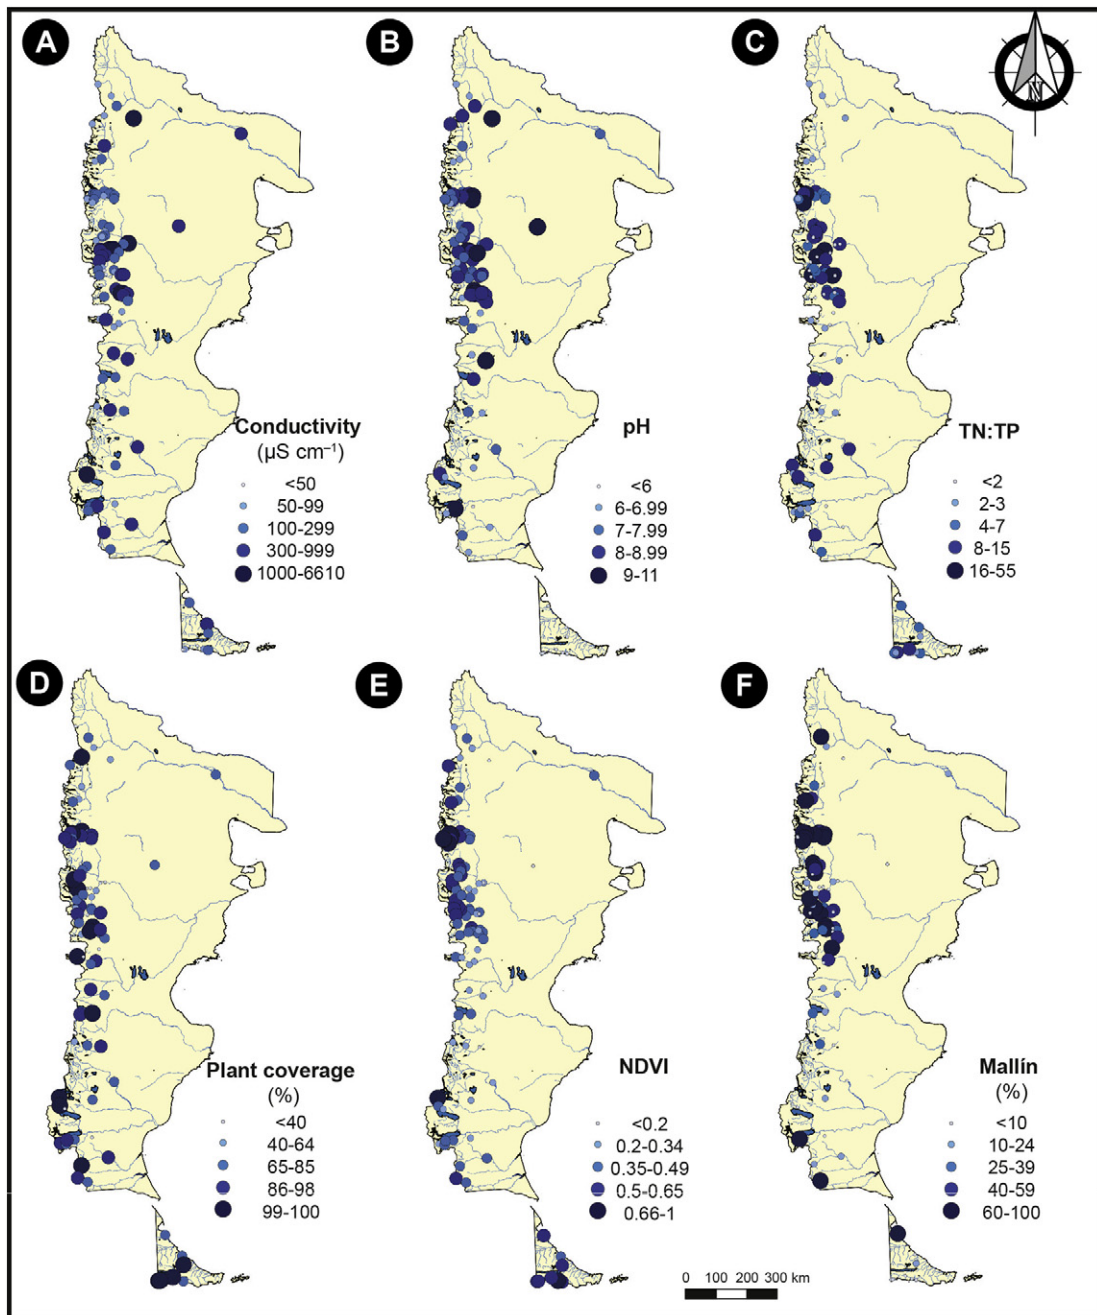 A
B
C
N
Conductivity
(µS cm⁻¹)
<50
50-99
100-299
300-999
1000-6610
pH
<6
6-6.99
7-7.99
8-8.99
9-11
TN:TP
<2
2-3
4-7
8-15
16-55
D
E
F
Plant coverage
(%)
<40
40-64
65-85
86-98
99-100
NDVI
<0.2
0.2-0.34
0.35-0.49
0.5-0.65
0.66-1
Mallín
(%)
<10
10-24
25-39
40-59
60-100
0 100 200 300 km